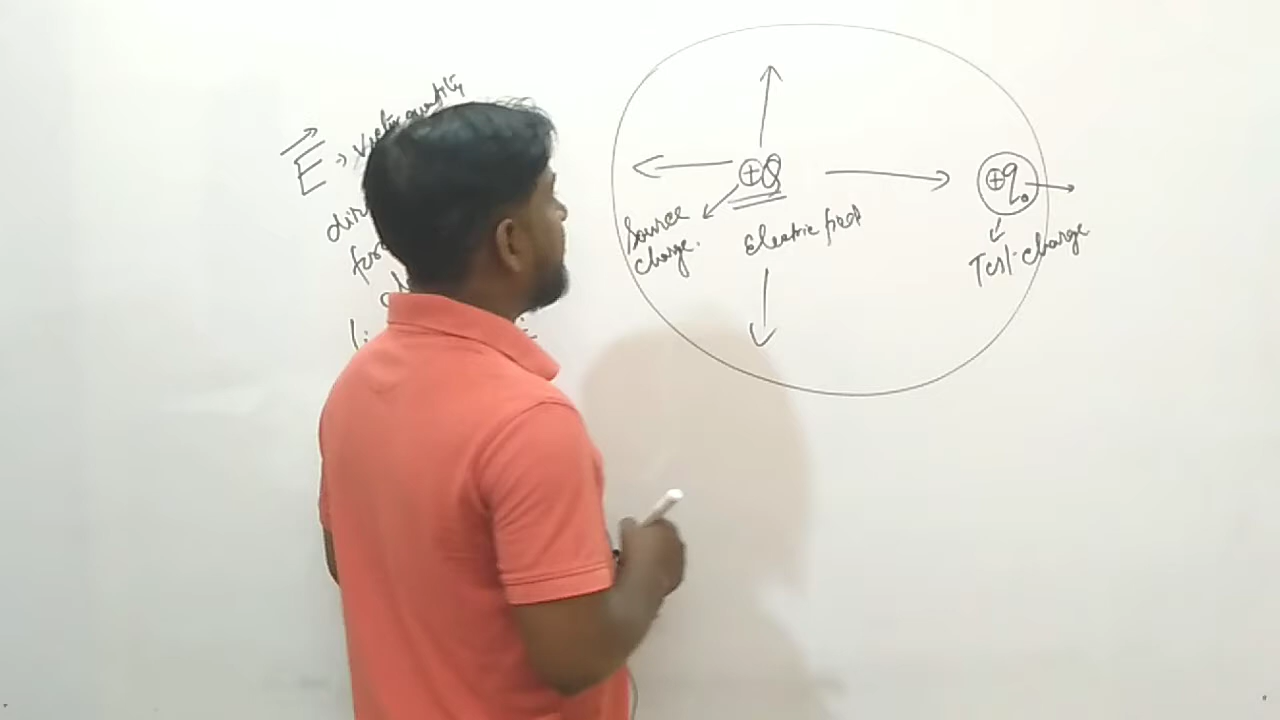 E → Vector quantity
⊕Q
Source
charge.
Electric field
⊕q₀
Test-charge